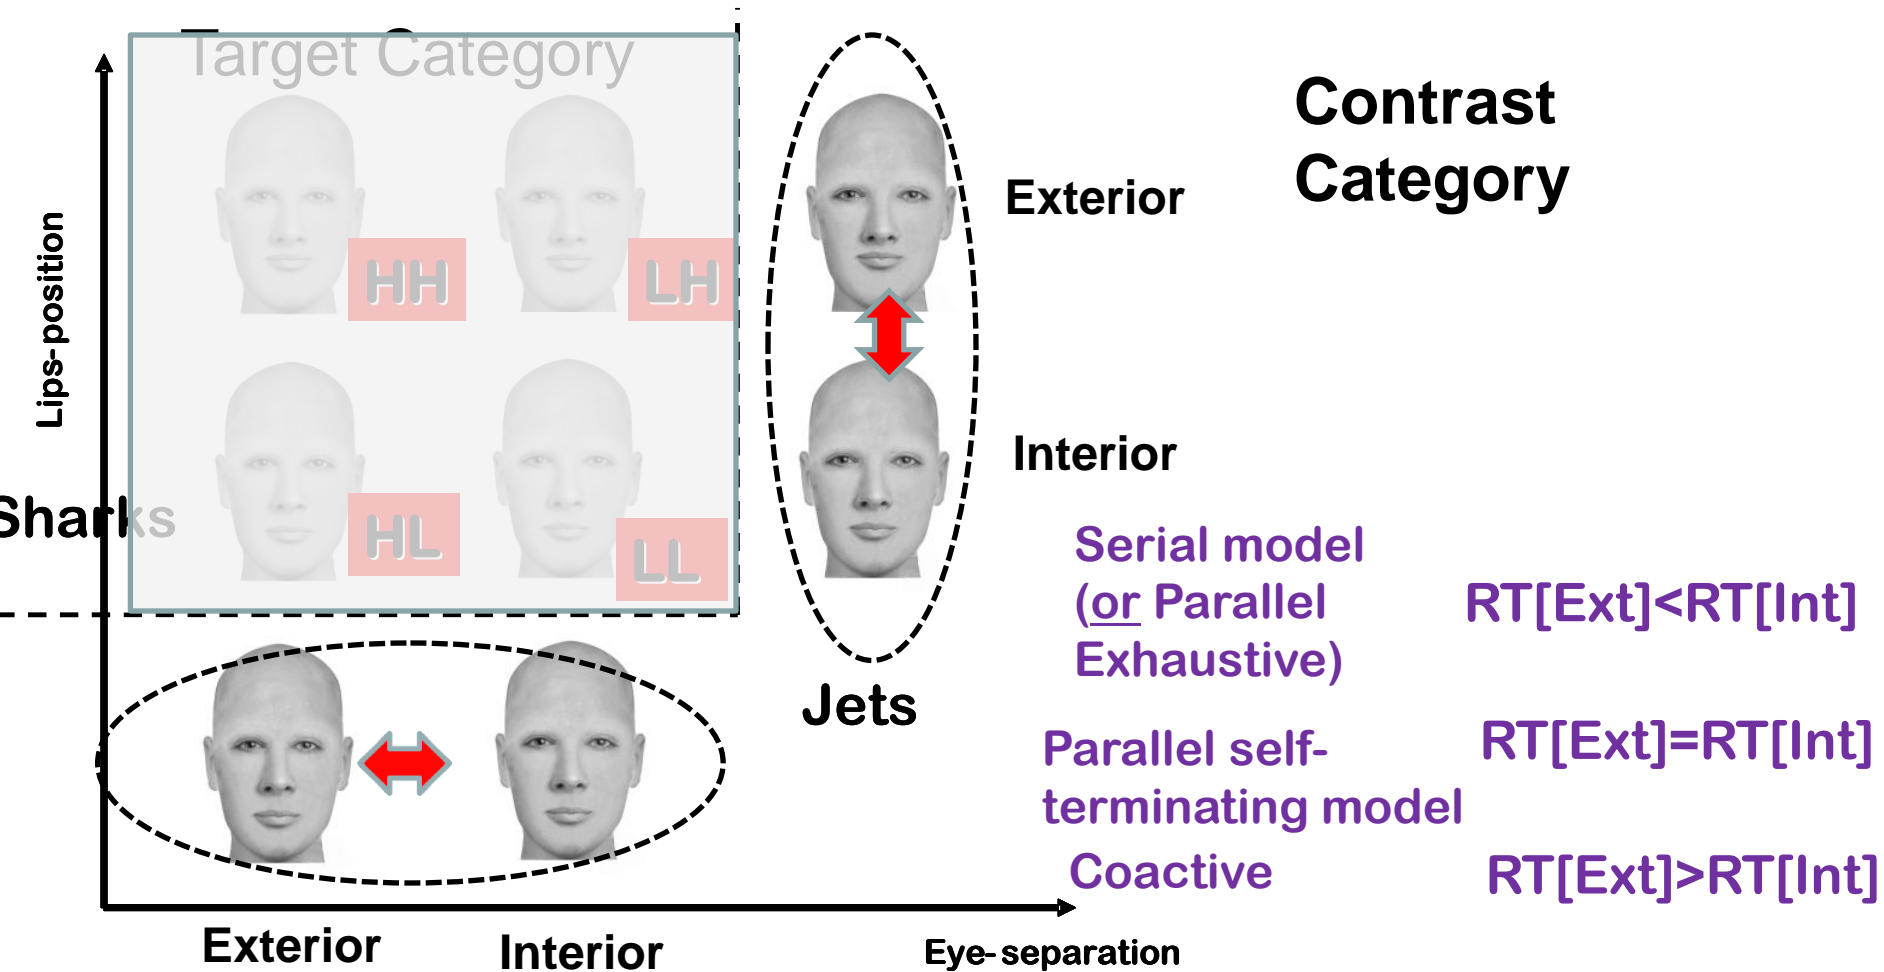 Target Category
Contrast
Category
Lips-position
HH
LH
Exterior
Interior
Sharks
HL
LL
Serial model
(or Parallel
Exhaustive)
RT[Ext]<RT[Int]
Jets
Parallel self-
terminating model
RT[Ext]=RT[Int]
Coactive
RT[Ext]>RT[Int]
Exterior
Interior
Eye-separation